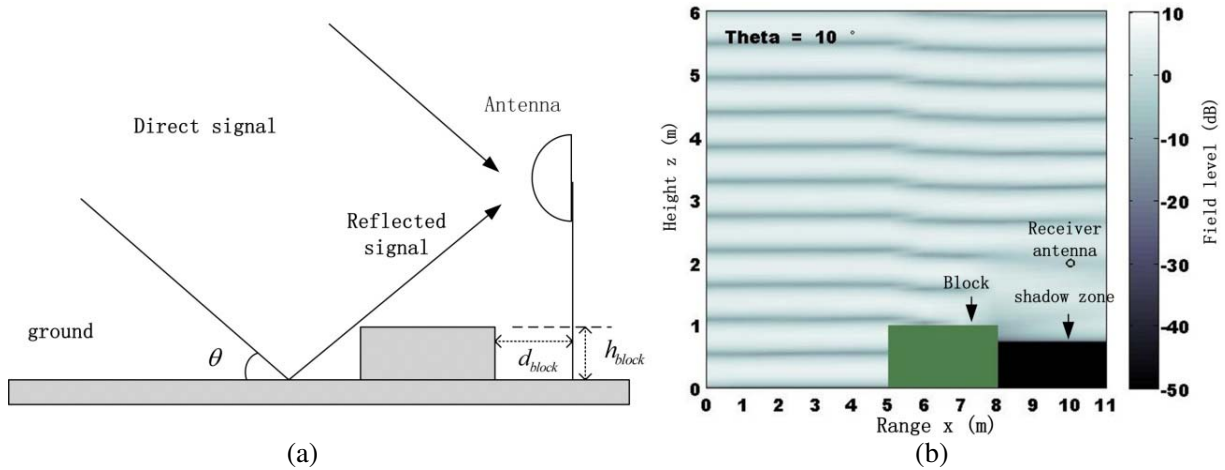 Direct signal
Antenna
Reflected
signal
ground
θ
d_block
h_block
(a)
Theta = 10 °
6
5
4
3
2
1
0
Height z (m)
Receiver
antenna
Block
shadow zone
0 1 2 3 4 5 6 7 8 9 10 11
Range x (m)
10
0
-10
-20
-30
-40
-50
Field level (dB)
(b)